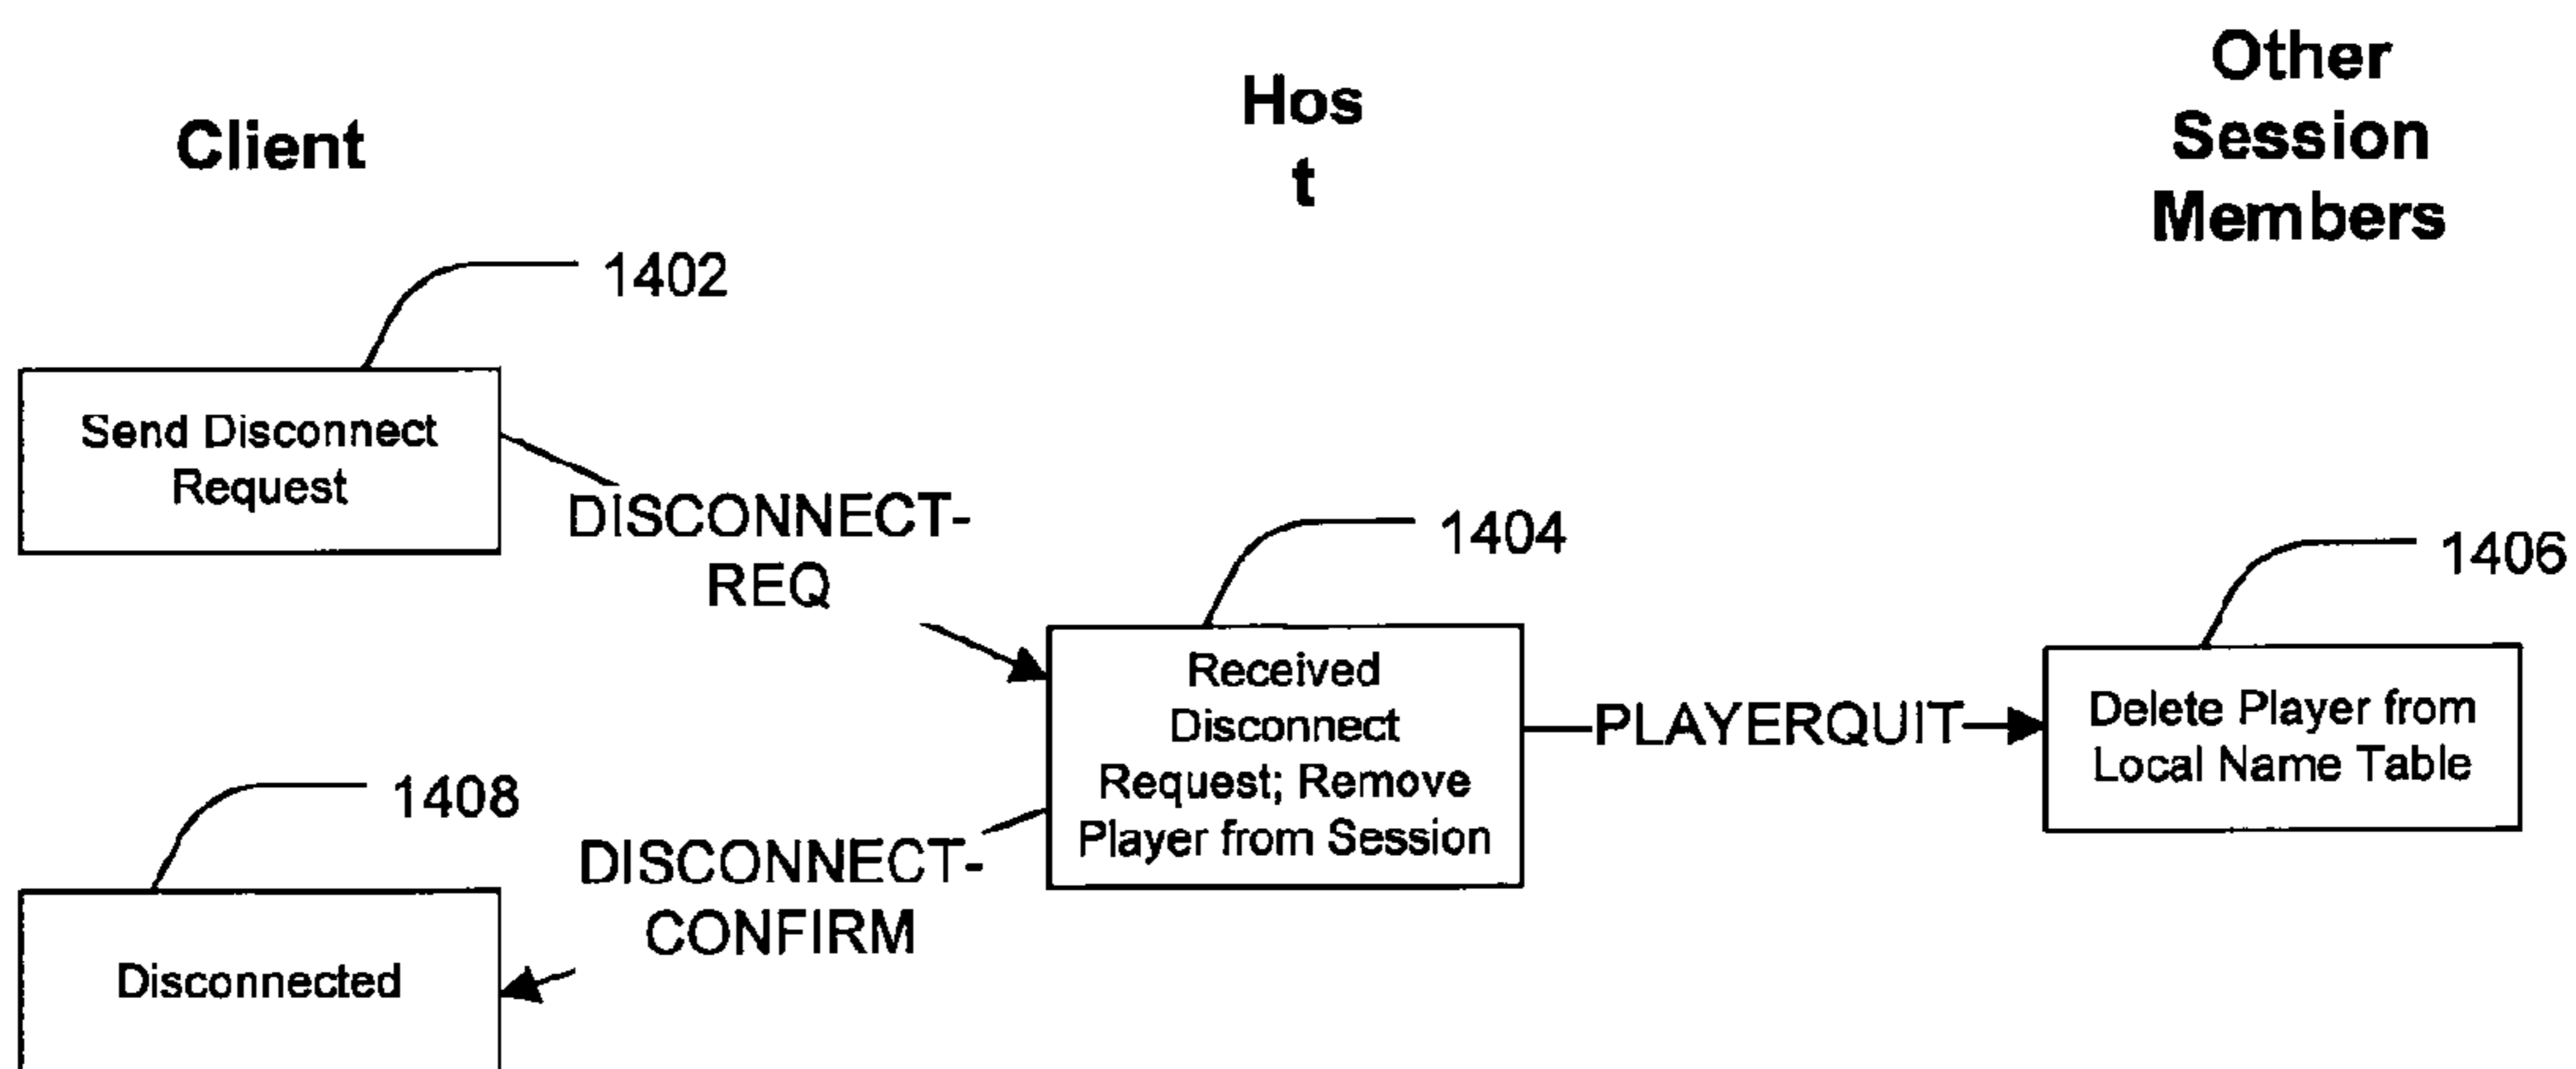 Client
Hos
t
Other
Session
Members
1402
Send Disconnect
Request
DISCONNECT-
REQ
1404
Received
Disconnect
Request; Remove
Player from Session
PLAYERQUIT
1406
Delete Player from
Local Name Table
DISCONNECT-
CONFIRM
1408
Disconnected